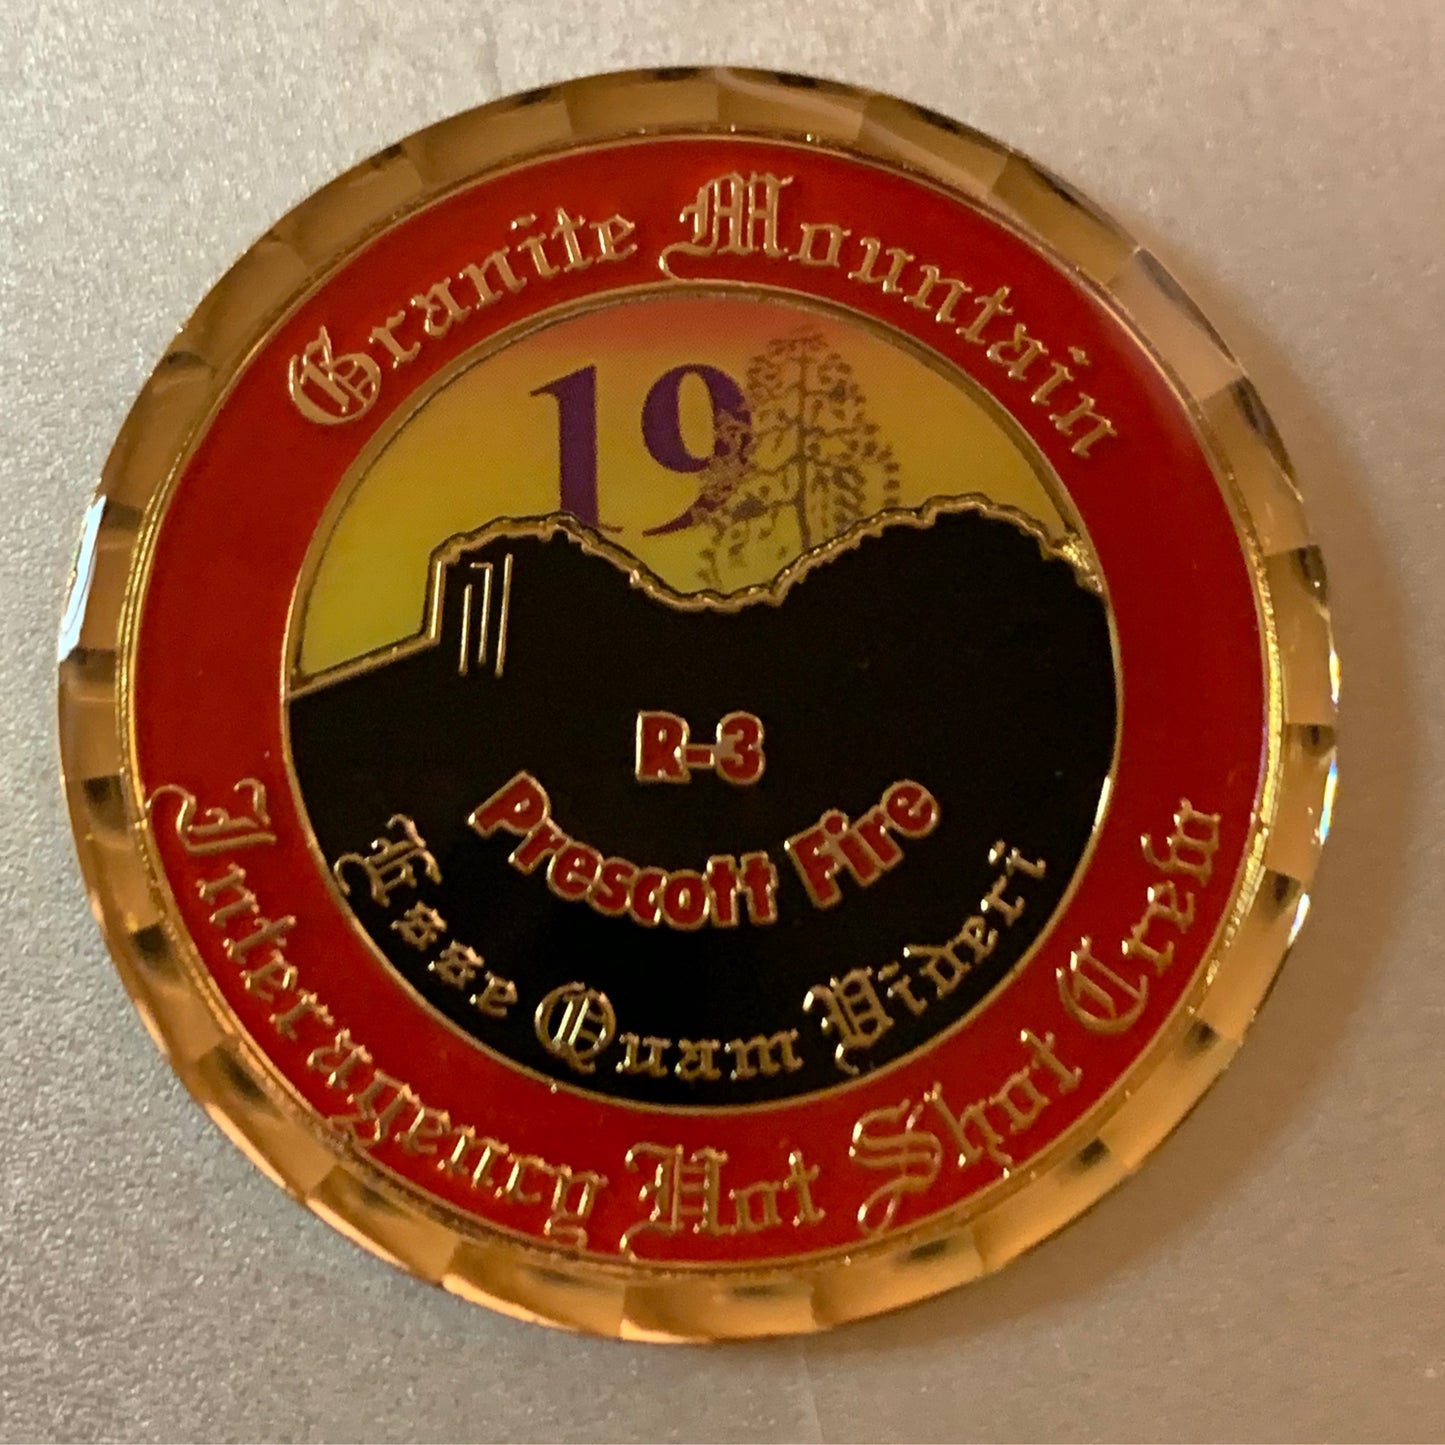 Granite Mountain
19
R-3
Prescott Fire
Esse Quam Videri
Interagency Hot Shot Crew